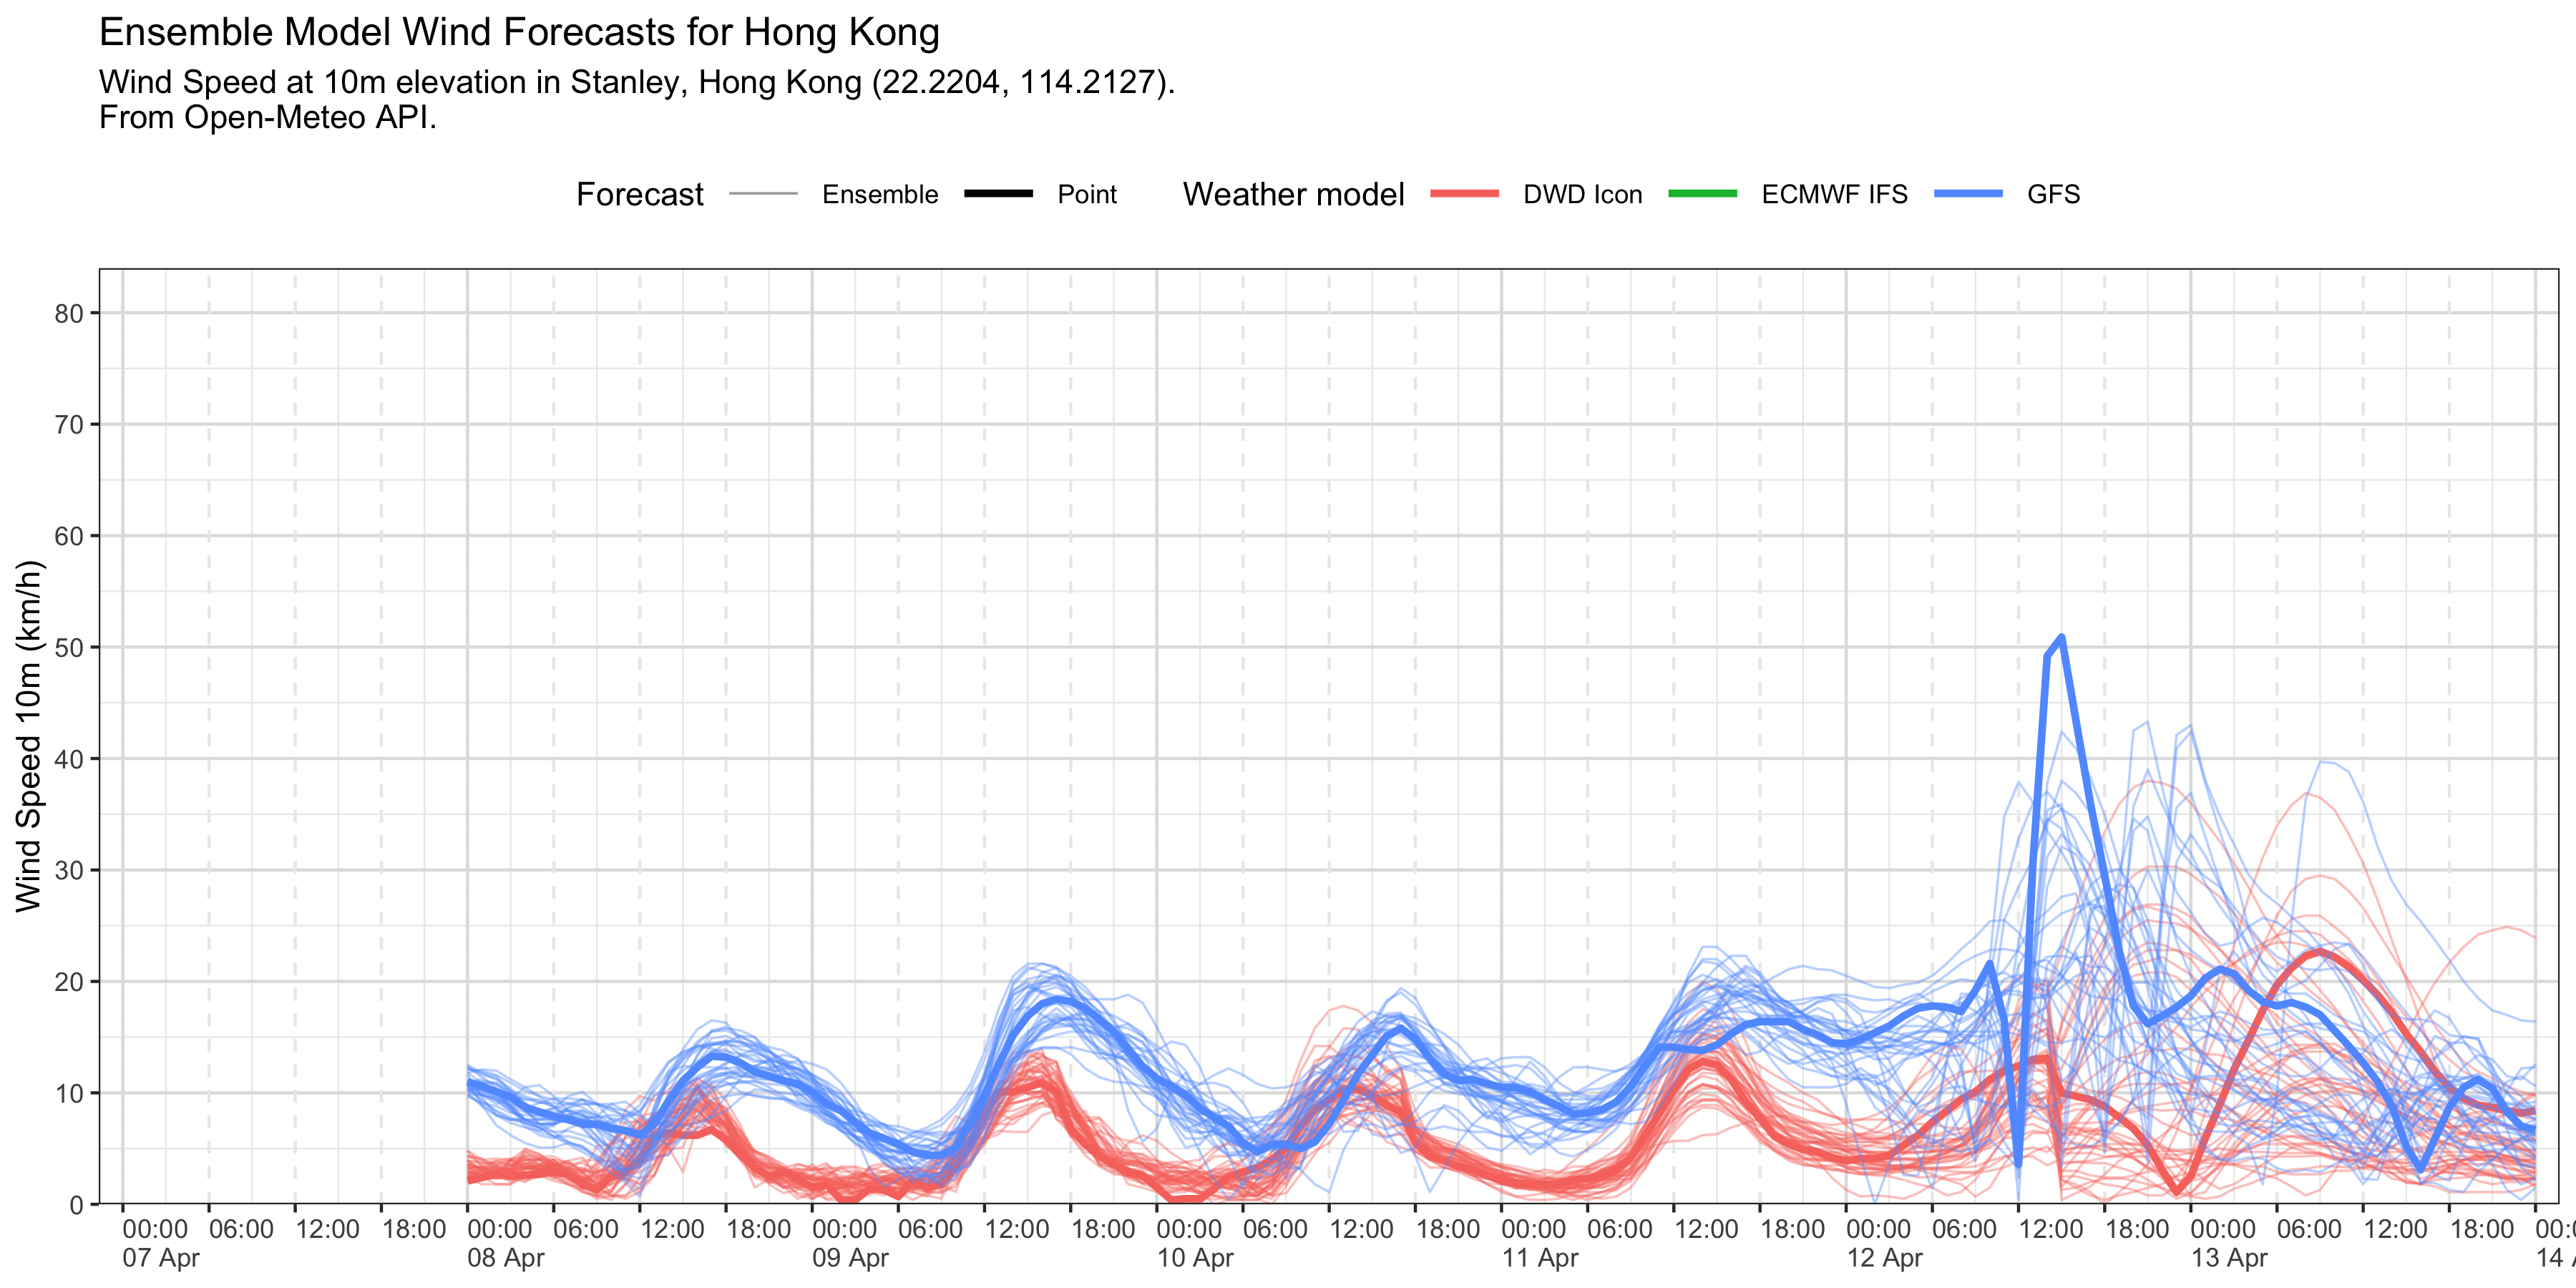 Ensemble Model Wind Forecasts for Hong Kong
Wind Speed at 10m elevation in Stanley, Hong Kong (22.2204, 114.2127).
From Open-Meteo API.
Forecast Ensemble Point Weather model DWD Icon ECMWF IFS GFS
Wind Speed 10m (km/h)
80
70
60
50
40
30
20
10
0
00:00 06:00 12:00 18:00 00:00 06:00 12:00 18:00 00:00 06:00 12:00 18:00 00:00 06:00 12:00 18:00 00:00 06:00 12:00 18:00 00:00 06:00 12:00 18:00 00:00 06:00 12:00 18:00
07 Apr 08 Apr 09 Apr 10 Apr 11 Apr 12 Apr 13 Apr 14